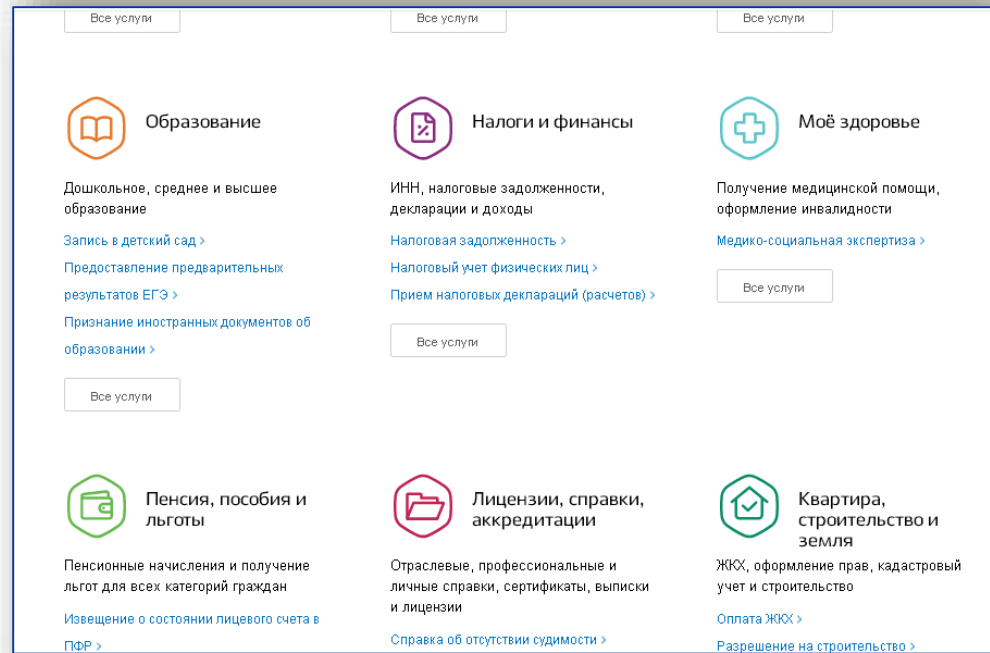 Все услуги
Все услуги
Все услуги
Образование
Дошкольное, среднее и высшее
образование
Запись в детский сад >
Предоставление предварительных
результатов ЕГЭ >
Признание иностранных документов об
образовании >
Все услуги
Налоги и финансы
ИНН, налоговые задолженности,
декларации и доходы
Налоговая задолженность >
Налоговый учет физических лиц >
Прием налоговых деклараций (расчетов) >
Все услуги
Моё здоровье
Получение медицинской помощи,
оформление инвалидности
Медико-социальная экспертиза >
Все услуги
Пенсия, пособия и
льготы
Пенсионные начисления и получение
льгот для всех категорий граждан
Извещение о состоянии лицевого счета в
ПФР >
Лицензии, справки,
аккредитации
Отраслевые, профессиональные и
личные справки, сертификаты, выписки
и лицензии
Справка об отсутствии судимости >
Квартира,
строительство и
земля
ЖКХ, оформление прав, кадастровый
учет и строительство
Оплата ЖКХ >
Разрешение на строительство >